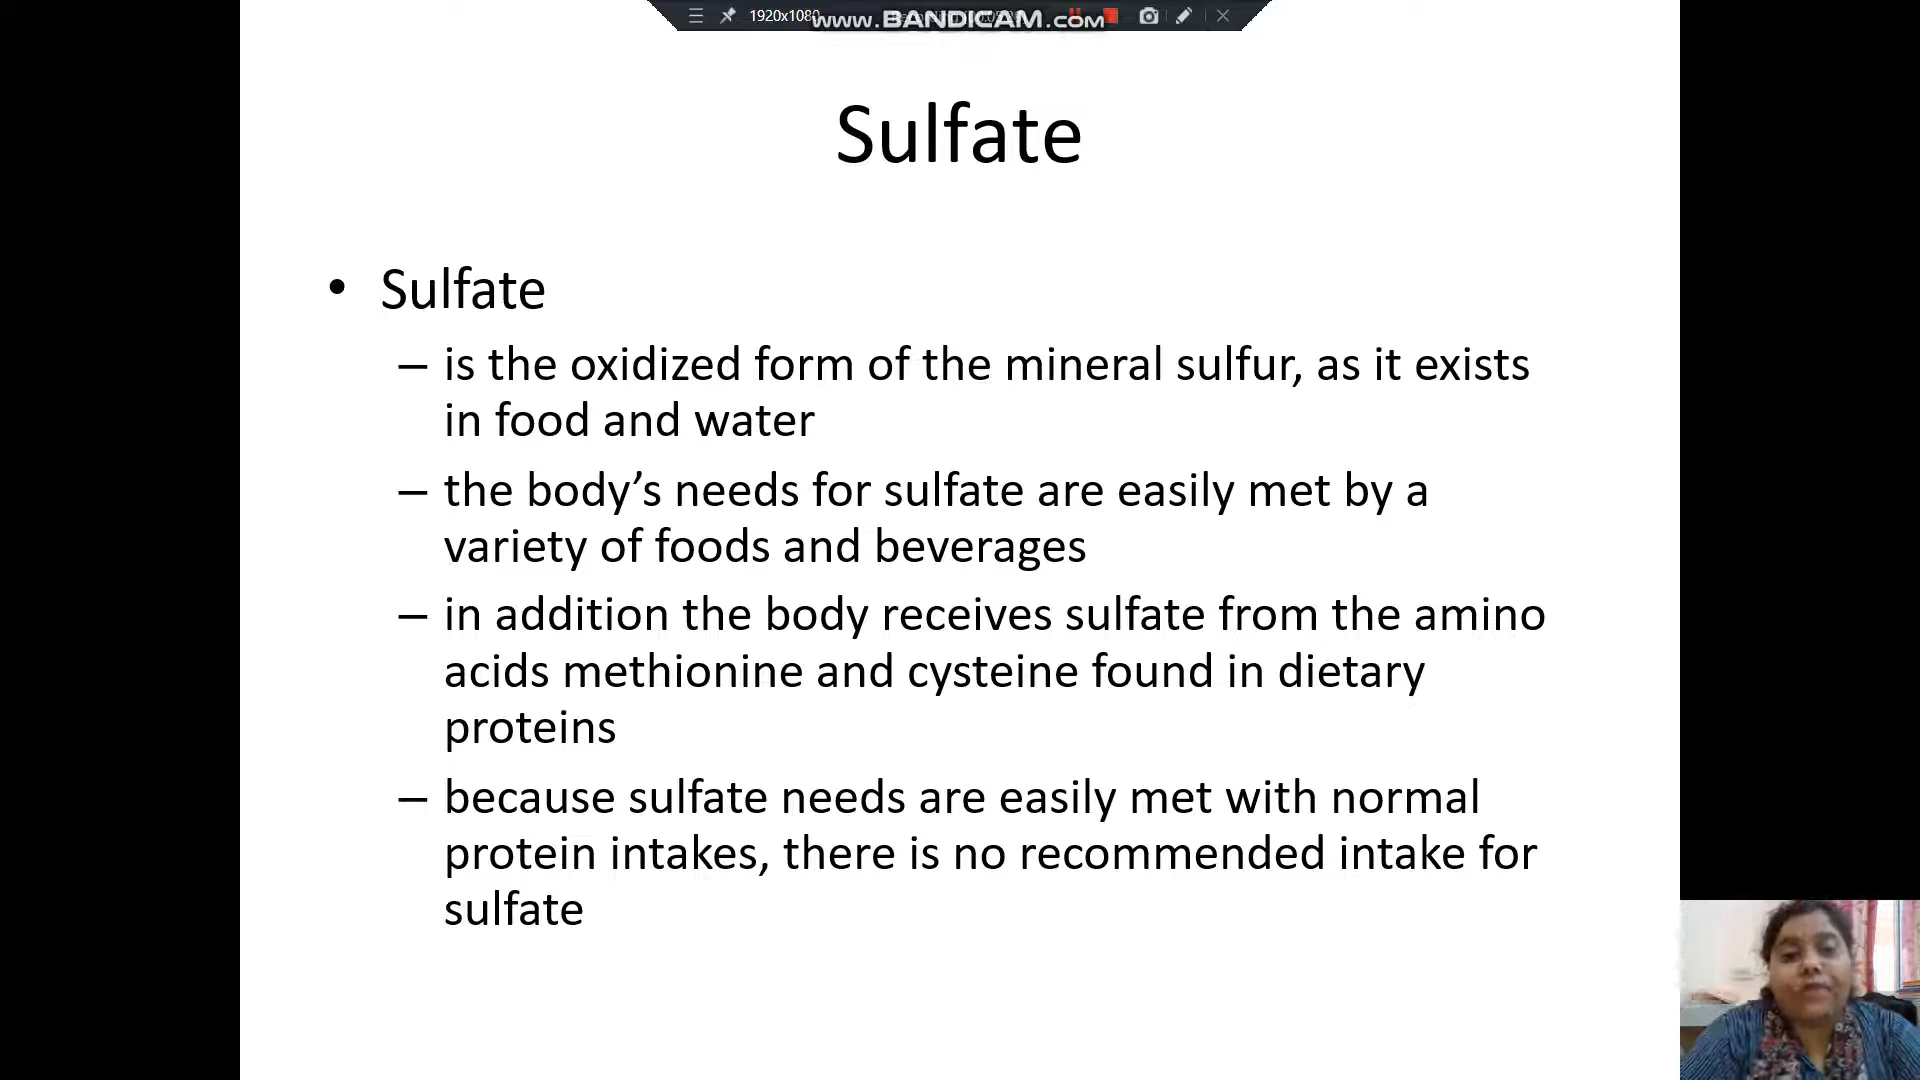 1920x1080
www.BANDICAM.com
Sulfate
• Sulfate
– is the oxidized form of the mineral sulfur, as it exists
in food and water
– the body’s needs for sulfate are easily met by a
variety of foods and beverages
– in addition the body receives sulfate from the amino
acids methionine and cysteine found in dietary
proteins
– because sulfate needs are easily met with normal
protein intakes, there is no recommended intake for
sulfate